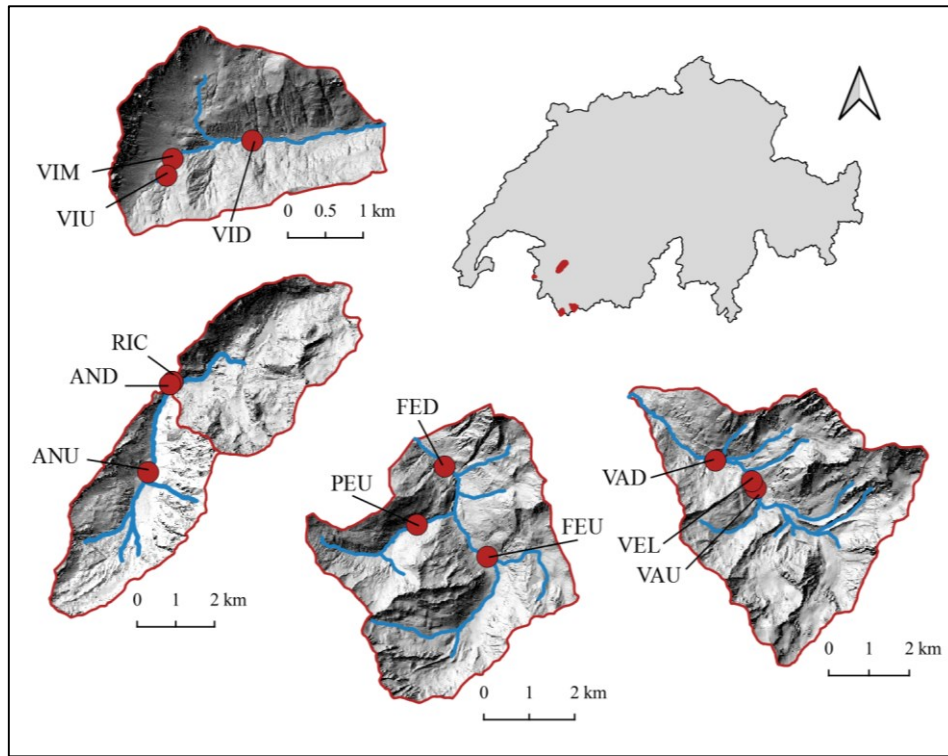 VIM
VIU
VID
0 0.5 1 km
RIC
AND
ANU
0 1 2 km
FED
PEU
FEU
0 1 2 km
VAD
VEL
VAU
0 1 2 km